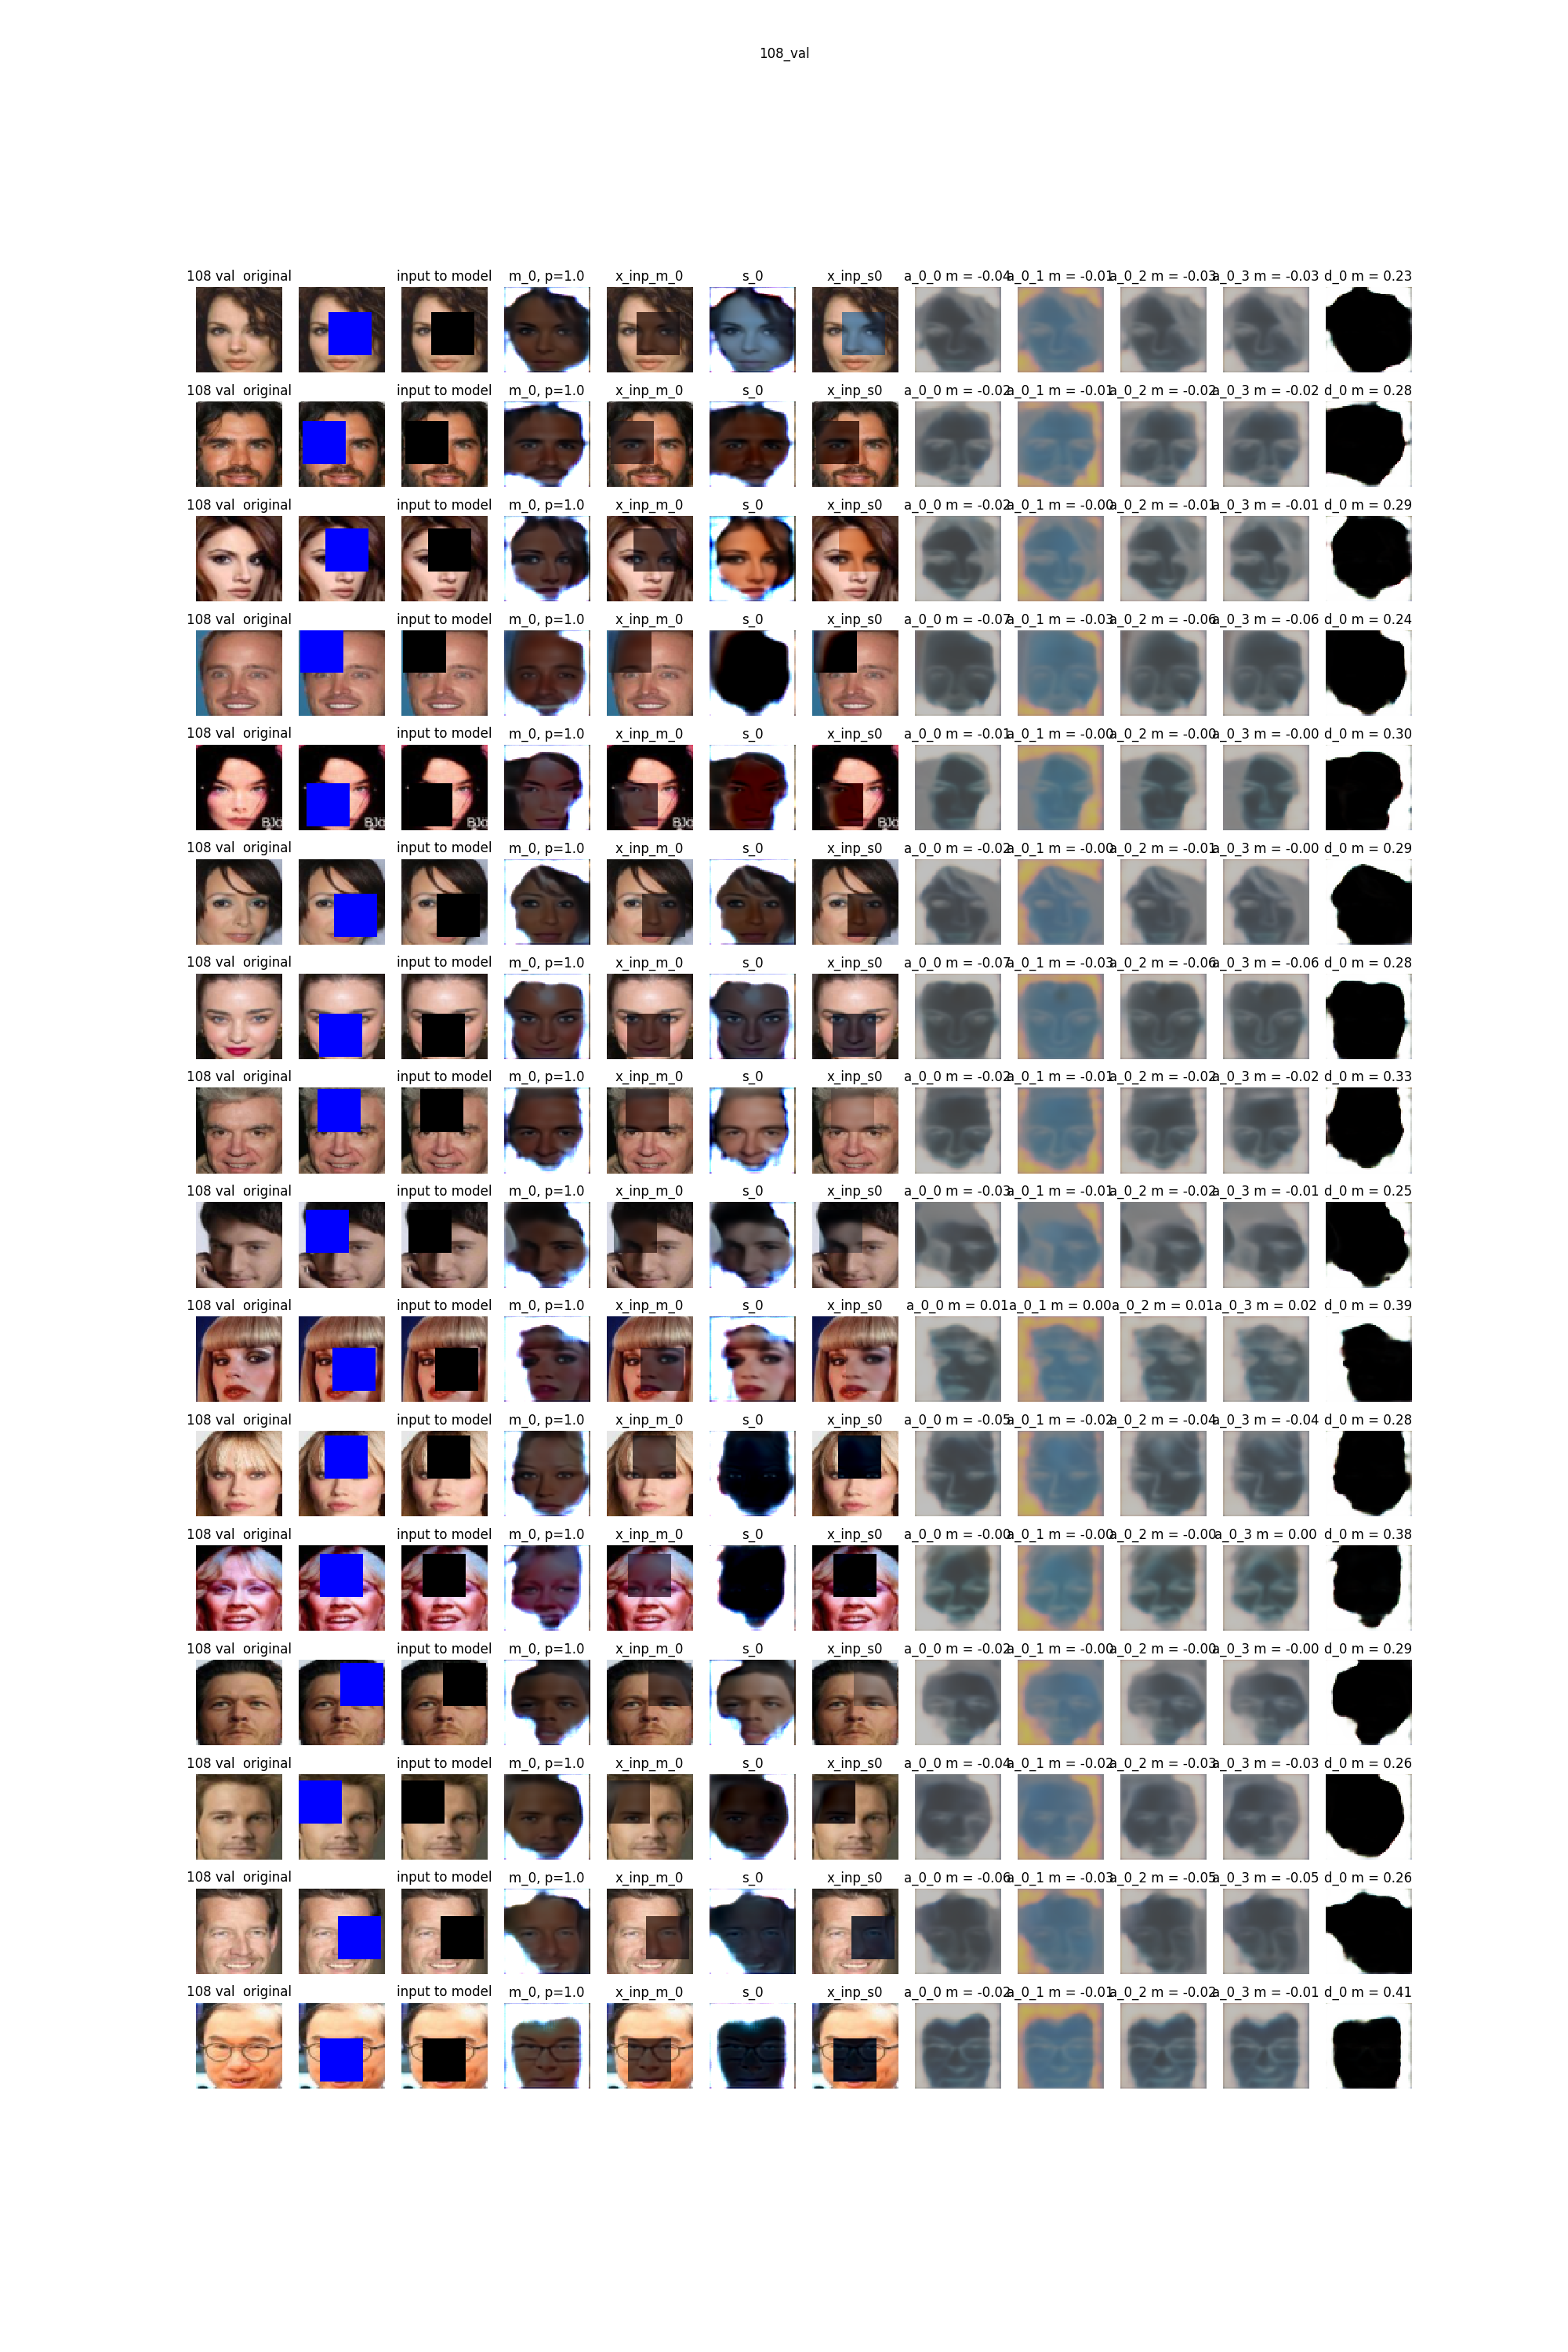 108_val
108 val original input to model m_0, p=1.0 x_inp_m_0 s_0 x_inp_s0 a_0_0 m = -0.04 a_0_1 m = -0.01 a_0_2 m = -0.03 a_0_3 m = -0.03 d_0 m = 0.23
108 val original input to model m_0, p=1.0 x_inp_m_0 s_0 x_inp_s0 a_0_0 m = -0.02 a_0_1 m = -0.01 a_0_2 m = -0.02 a_0_3 m = -0.02 d_0 m = 0.28
108 val original input to model m_0, p=1.0 x_inp_m_0 s_0 x_inp_s0 a_0_0 m = -0.02 a_0_1 m = -0.00 a_0_2 m = -0.01 a_0_3 m = -0.01 d_0 m = 0.29
108 val original input to model m_0, p=1.0 x_inp_m_0 s_0 x_inp_s0 a_0_0 m = -0.07 a_0_1 m = -0.03 a_0_2 m = -0.06 a_0_3 m = -0.06 d_0 m = 0.24
108 val original input to model m_0, p=1.0 x_inp_m_0 s_0 x_inp_s0 a_0_0 m = -0.01 a_0_1 m = -0.00 a_0_2 m = -0.00 a_0_3 m = -0.00 d_0 m = 0.30
108 val original input to model m_0, p=1.0 x_inp_m_0 s_0 x_inp_s0 a_0_0 m = -0.02 a_0_1 m = -0.00 a_0_2 m = -0.01 a_0_3 m = -0.00 d_0 m = 0.29
108 val original input to model m_0, p=1.0 x_inp_m_0 s_0 x_inp_s0 a_0_0 m = -0.07 a_0_1 m = -0.03 a_0_2 m = -0.06 a_0_3 m = -0.06 d_0 m = 0.28
108 val original input to model m_0, p=1.0 x_inp_m_0 s_0 x_inp_s0 a_0_0 m = -0.02 a_0_1 m = -0.01 a_0_2 m = -0.02 a_0_3 m = -0.02 d_0 m = 0.33
108 val original input to model m_0, p=1.0 x_inp_m_0 s_0 x_inp_s0 a_0_0 m = -0.03 a_0_1 m = -0.01 a_0_2 m = -0.02 a_0_3 m = -0.01 d_0 m = 0.25
108 val original input to model m_0, p=1.0 x_inp_m_0 s_0 x_inp_s0 a_0_0 m = 0.01 a_0_1 m = 0.00 a_0_2 m = 0.01 a_0_3 m = 0.02 d_0 m = 0.39
108 val original input to model m_0, p=1.0 x_inp_m_0 s_0 x_inp_s0 a_0_0 m = -0.05 a_0_1 m = -0.02 a_0_2 m = -0.04 a_0_3 m = -0.04 d_0 m = 0.28
108 val original input to model m_0, p=1.0 x_inp_m_0 s_0 x_inp_s0 a_0_0 m = -0.00 a_0_1 m = -0.00 a_0_2 m = -0.00 a_0_3 m = 0.00 d_0 m = 0.38
108 val original input to model m_0, p=1.0 x_inp_m_0 s_0 x_inp_s0 a_0_0 m = -0.02 a_0_1 m = -0.00 a_0_2 m = -0.00 a_0_3 m = -0.00 d_0 m = 0.29
108 val original input to model m_0, p=1.0 x_inp_m_0 s_0 x_inp_s0 a_0_0 m = -0.04 a_0_1 m = -0.02 a_0_2 m = -0.03 a_0_3 m = -0.03 d_0 m = 0.26
108 val original input to model m_0, p=1.0 x_inp_m_0 s_0 x_inp_s0 a_0_0 m = -0.06 a_0_1 m = -0.03 a_0_2 m = -0.05 a_0_3 m = -0.05 d_0 m = 0.26
108 val original input to model m_0, p=1.0 x_inp_m_0 s_0 x_inp_s0 a_0_0 m = -0.02 a_0_1 m = -0.01 a_0_2 m = -0.02 a_0_3 m = -0.01 d_0 m = 0.41